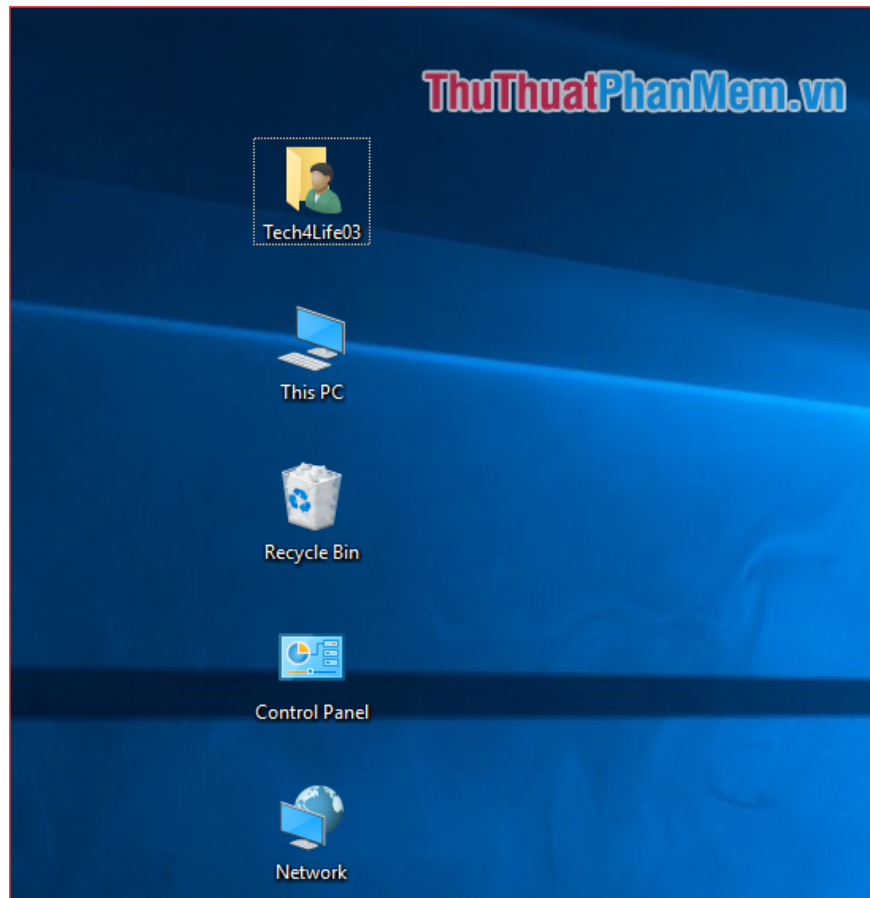 ThuThuatPhanMem.vn
Tech4Life03
This PC
Recycle Bin
Control Panel
Network